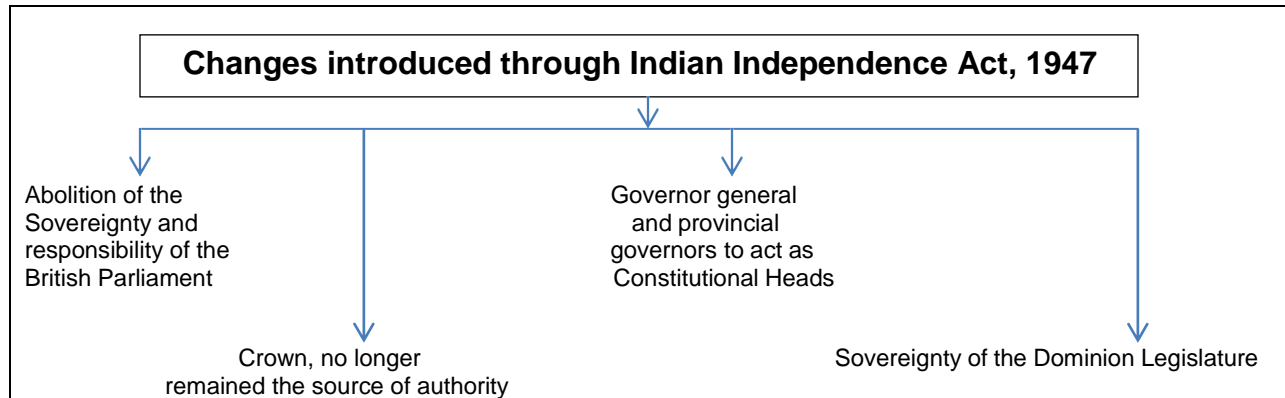 Changes introduced through Indian Independence Act, 1947
Abolition of the
Sovereignty and
responsibility of the
British Parliament
Governor general
and provincial
governors to act as
Constitutional Heads
Crown, no longer
remained the source of authority
Sovereignty of the Dominion Legislature